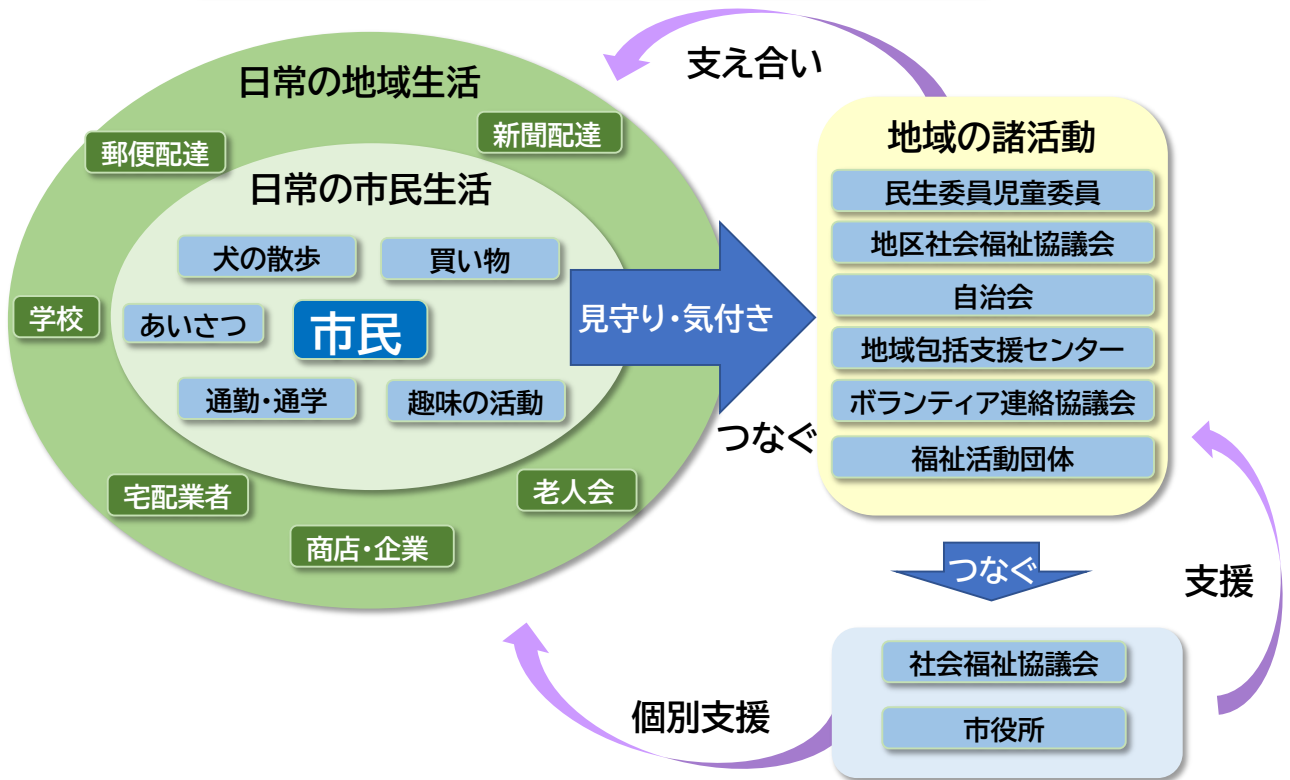 日常の地域生活
郵便配達
新聞配達
日常の市民生活
犬の散歩
買い物
学校
あいさつ
市民
通勤・通学
趣味の活動
宅配業者
老人会
商店・企業
見守り・気付き
つなぐ
支え合い
地域の諸活動
民生委員児童委員
地区社会福祉協議会
自治会
地域包括支援センター
ボランティア連絡協議会
福祉活動団体
つなぐ
支援
社会福祉協議会
市役所
個別支援